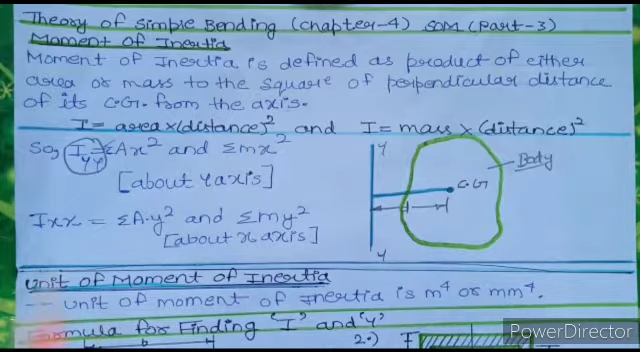 Theory of Simple Bending (Chapter-4) SOM (Part-3)
Moment of Inertia
Moment of Inertia is defined as product of either
area or mass to the square of perpendicular distance
of its C.G. from the axis.
I = area×(distance)² and I = mass×(distance)²
So, Iyy = ΣAx² and Σmx²
[about Y axis]
Ixx = ΣA.y² and Σmy²
[about x axis]
Y
Body
C.G
Y
Unit of Moment of Inertia
-- unit of moment of Inertia is m⁴ or mm⁴.
Formula for Finding 'I' and 'Y'
b
2.)
PowerDirector